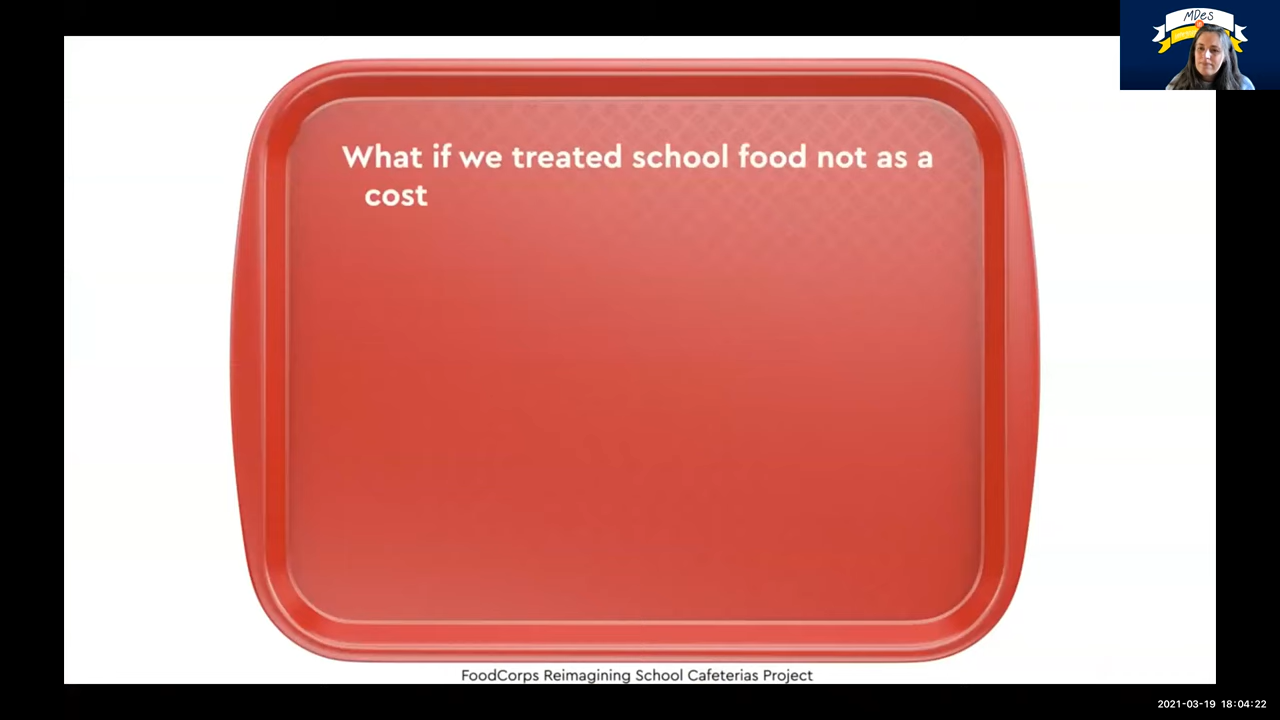 MDes
What if we treated school food not as a
cost
FoodCorps Reimagining School Cafeterias Project
2021-03-19 18:04:22